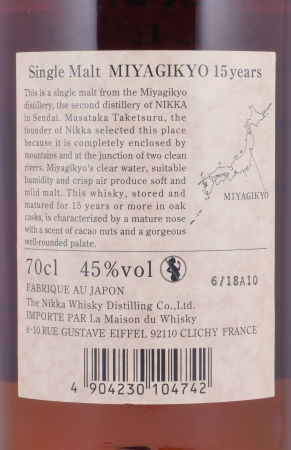 Single Malt MIYAGIKYO 15 years
This is a single malt from the Miyagikyo
distillery, the second distillery of NIKKA
in Sendai. Masataka Taketsuru, the
founder of Nikka selected this place
because it is completely enclosed by
mountains and at the junction of two clean
rivers. Miyagikyo's clear water, suitable
humidity and crisp air produce soft and
mild malt. This whisky, stored and
matured for 15 years or more in oak
casks, is characterized by a mature nose
with a scent of cacao nuts and a gorgeous
well-rounded palate.
MIYAGIKYO
70cl 45%vol
6/18A10
FABRIQUE AU JAPON
The Nikka Whisky Distilling Co.,Ltd.
IMPORTE PAR La Maison du Whisky
8-10 RUE GUSTAVE EIFFEL 92110 CLICHY FRANCE
4 904230 104742